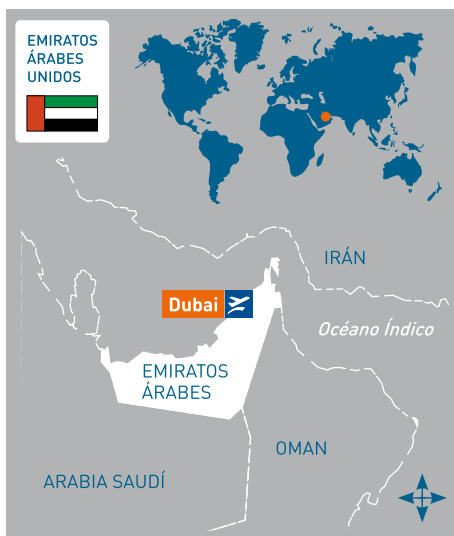 EMIRATOS
ÁRABES
UNIDOS
IRÁN
Dubai
Océano Índico
EMIRATOS
ÁRABES
OMAN
ARABIA SAUDÍ